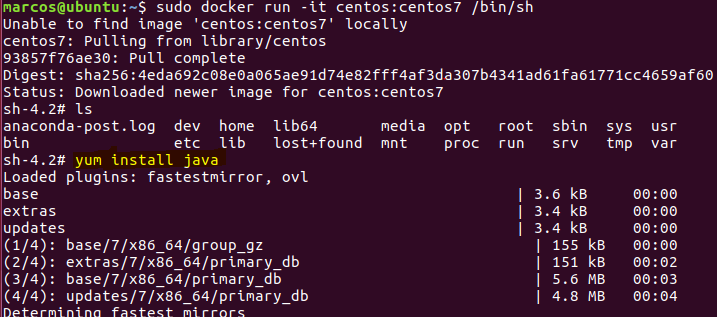 marcos@ubuntu:~$ sudo docker run -it centos:centos7 /bin/sh
Unable to find image 'centos:centos7' locally
centos7: Pulling from library/centos
93857f76ae30: Pull complete
Digest: sha256:4eda692c08e0a065ae91d74e82fff4af3da307b4341ad61fa61771cc4659af60
Status: Downloaded newer image for centos:centos7
sh-4.2# ls
anaconda-post.log dev home lib64 media opt root sbin sys usr
bin etc lib lost+found mnt proc run srv tmp var
sh-4.2# yum install java
Loaded plugins: fastestmirror, ovl
base | 3.6 kB 00:00
extras | 3.4 kB 00:00
updates | 3.4 kB 00:00
(1/4): base/7/x86_64/group_gz | 155 kB 00:00
(2/4): extras/7/x86_64/primary_db | 151 kB 00:02
(3/4): base/7/x86_64/primary_db | 5.6 MB 00:03
(4/4): updates/7/x86_64/primary_db | 4.8 MB 00:04
Determining fastest mirrors